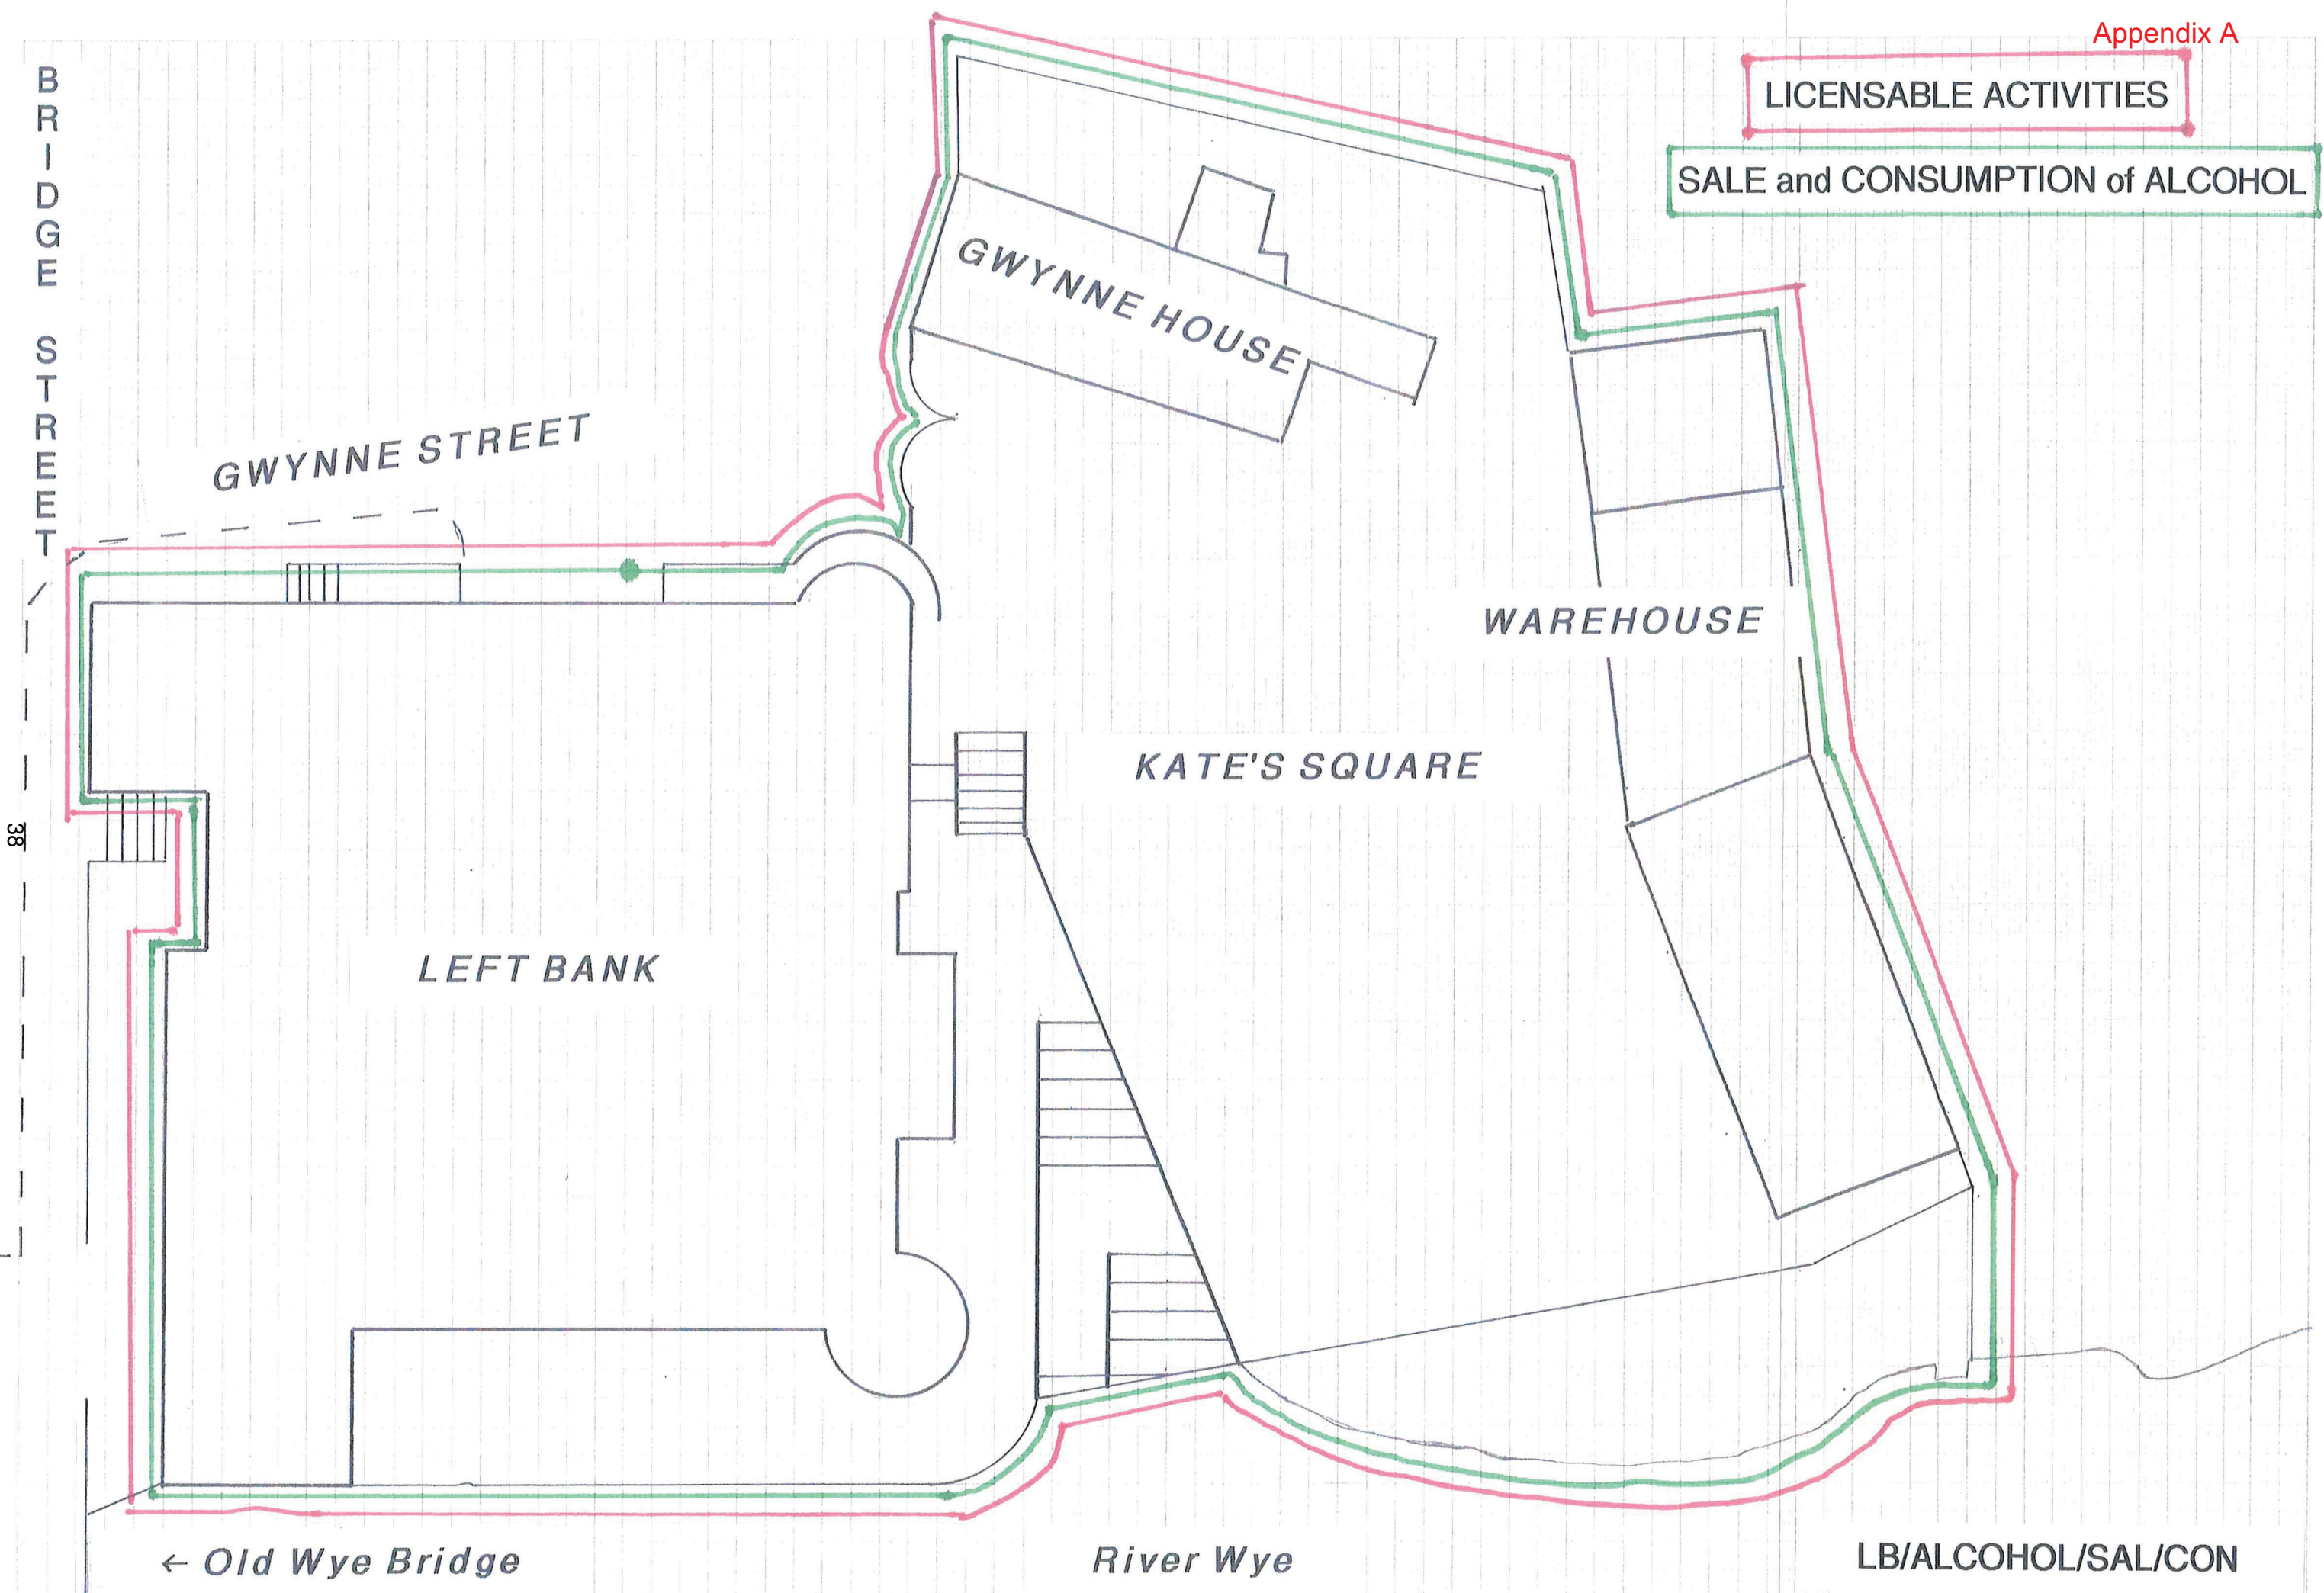 Appendix A
LICENSABLE ACTIVITIES
SALE and CONSUMPTION of ALCOHOL
BRIDGE STREET
GWYNNE HOUSE
GWYNNE STREET
WAREHOUSE
KATE'S SQUARE
38
LEFT BANK
← Old Wye Bridge
River Wye
LB/ALCOHOL/SAL/CON